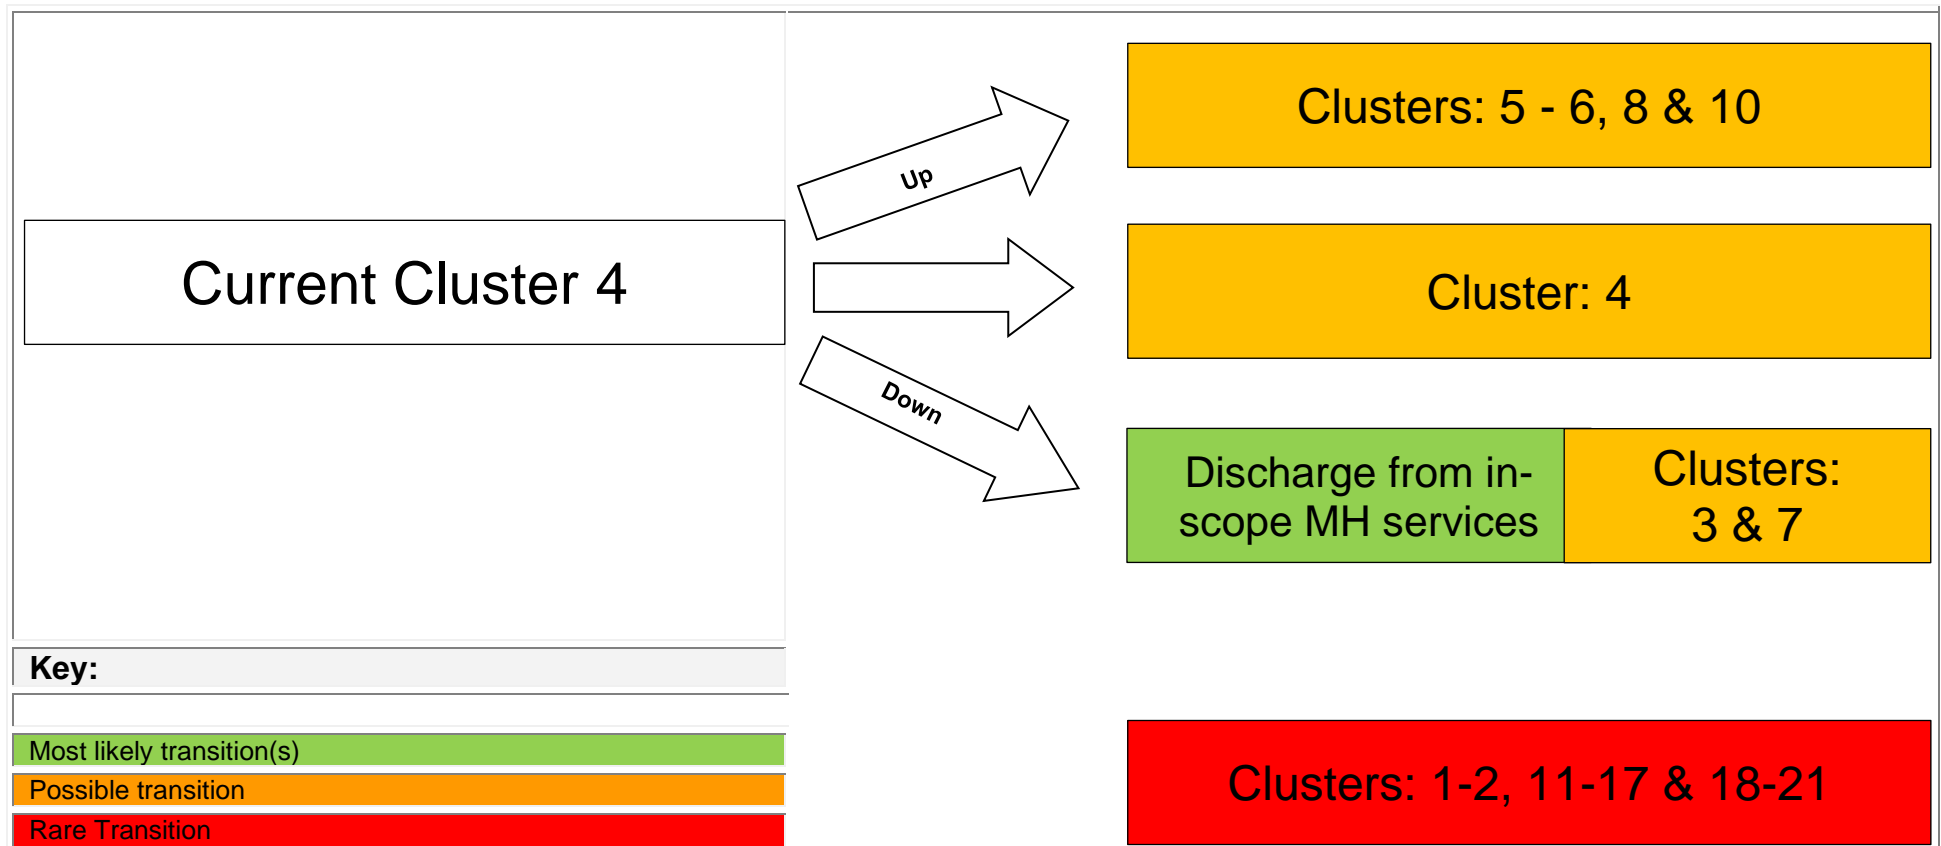 Current Cluster 4
Up
Down
Clusters: 5 - 6, 8 & 10
Cluster: 4
Discharge from in-
scope MH services
Clusters:
3 & 7
Key:
Most likely transition(s)
Possible transition
Rare Transition
Clusters: 1-2, 11-17 & 18-21